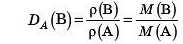 D_A(B) = ρ(B)/ρ(A) = M(B)/M(A)